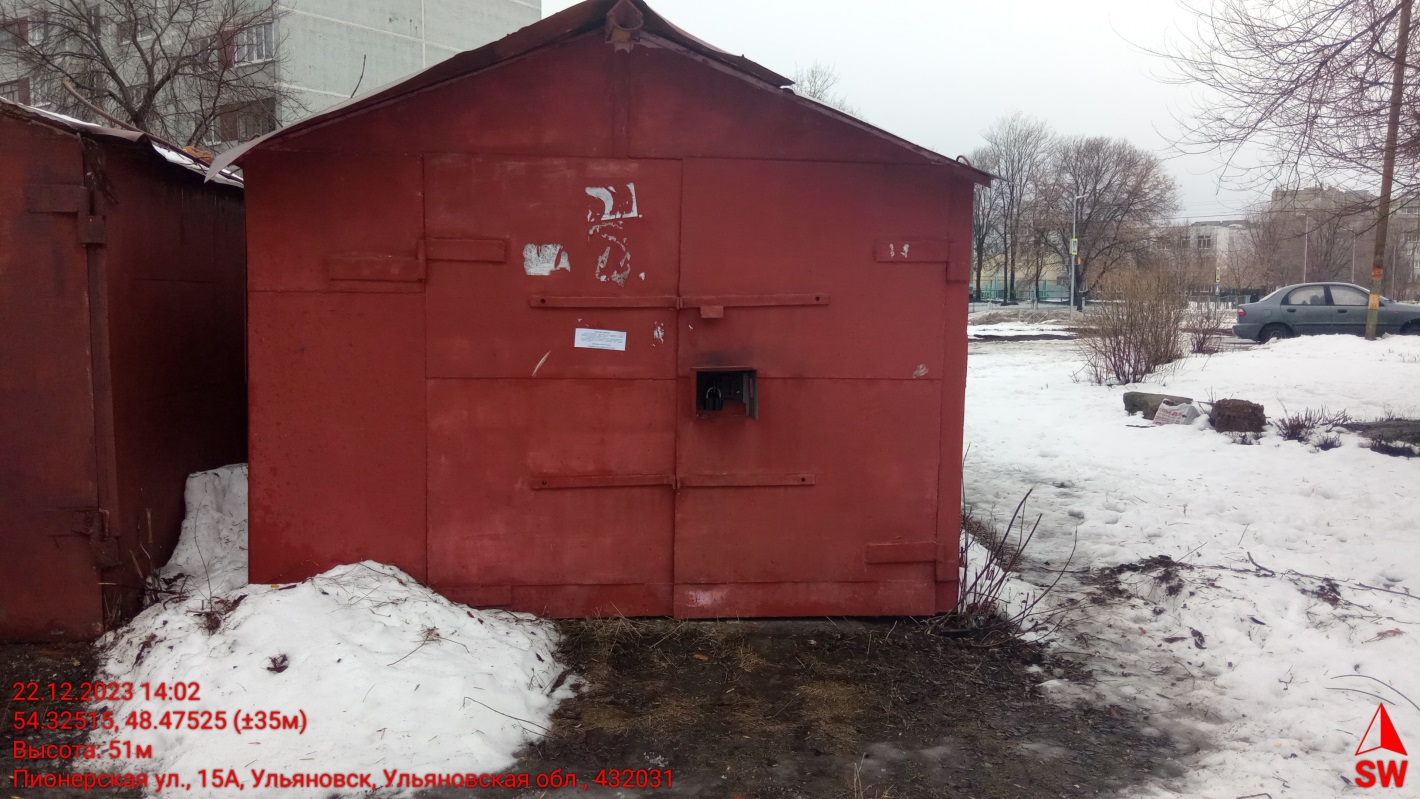 22.12.2023 14:02
54.32515, 48.47525 (±35м)
Высота: 51м
Пионерская ул., 15А, Ульяновск, Ульяновская обл., 432031
SW